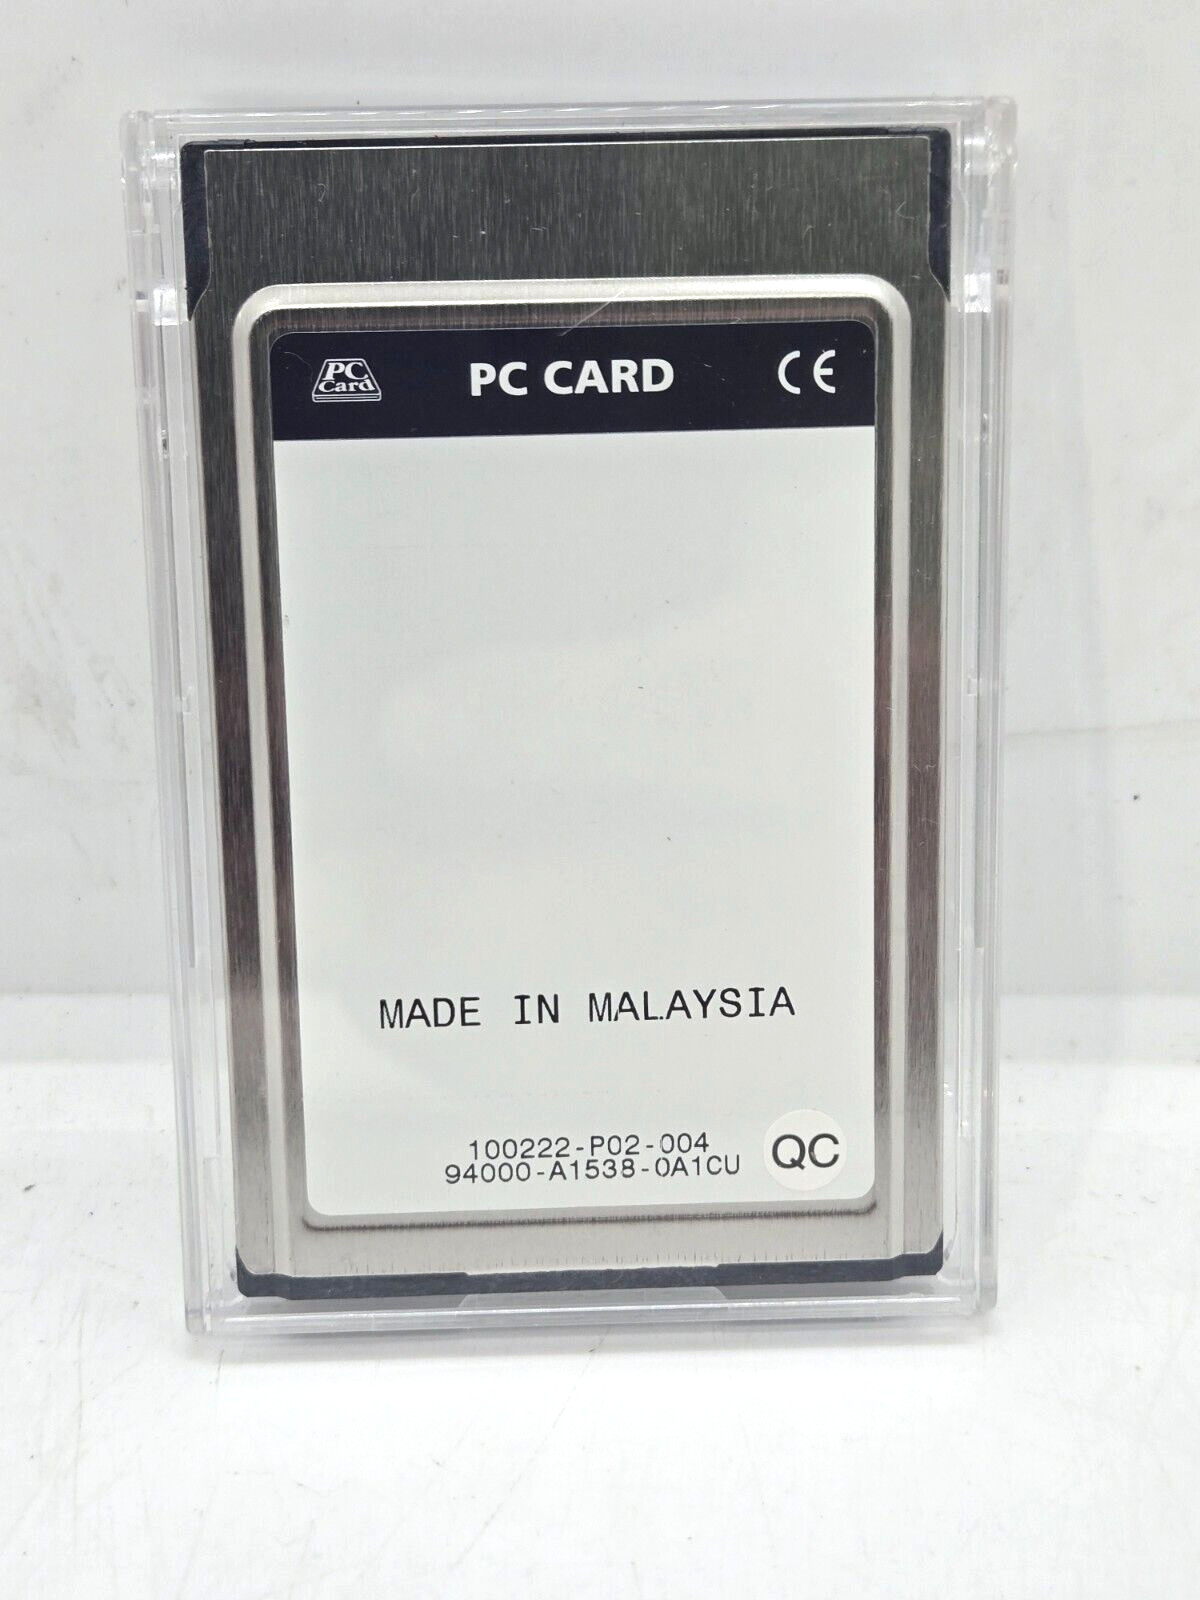 PC Card
PC CARD
CE
MADE IN MALAYSIA
100222-P02-004
94000-A1538-0A1CU
QC